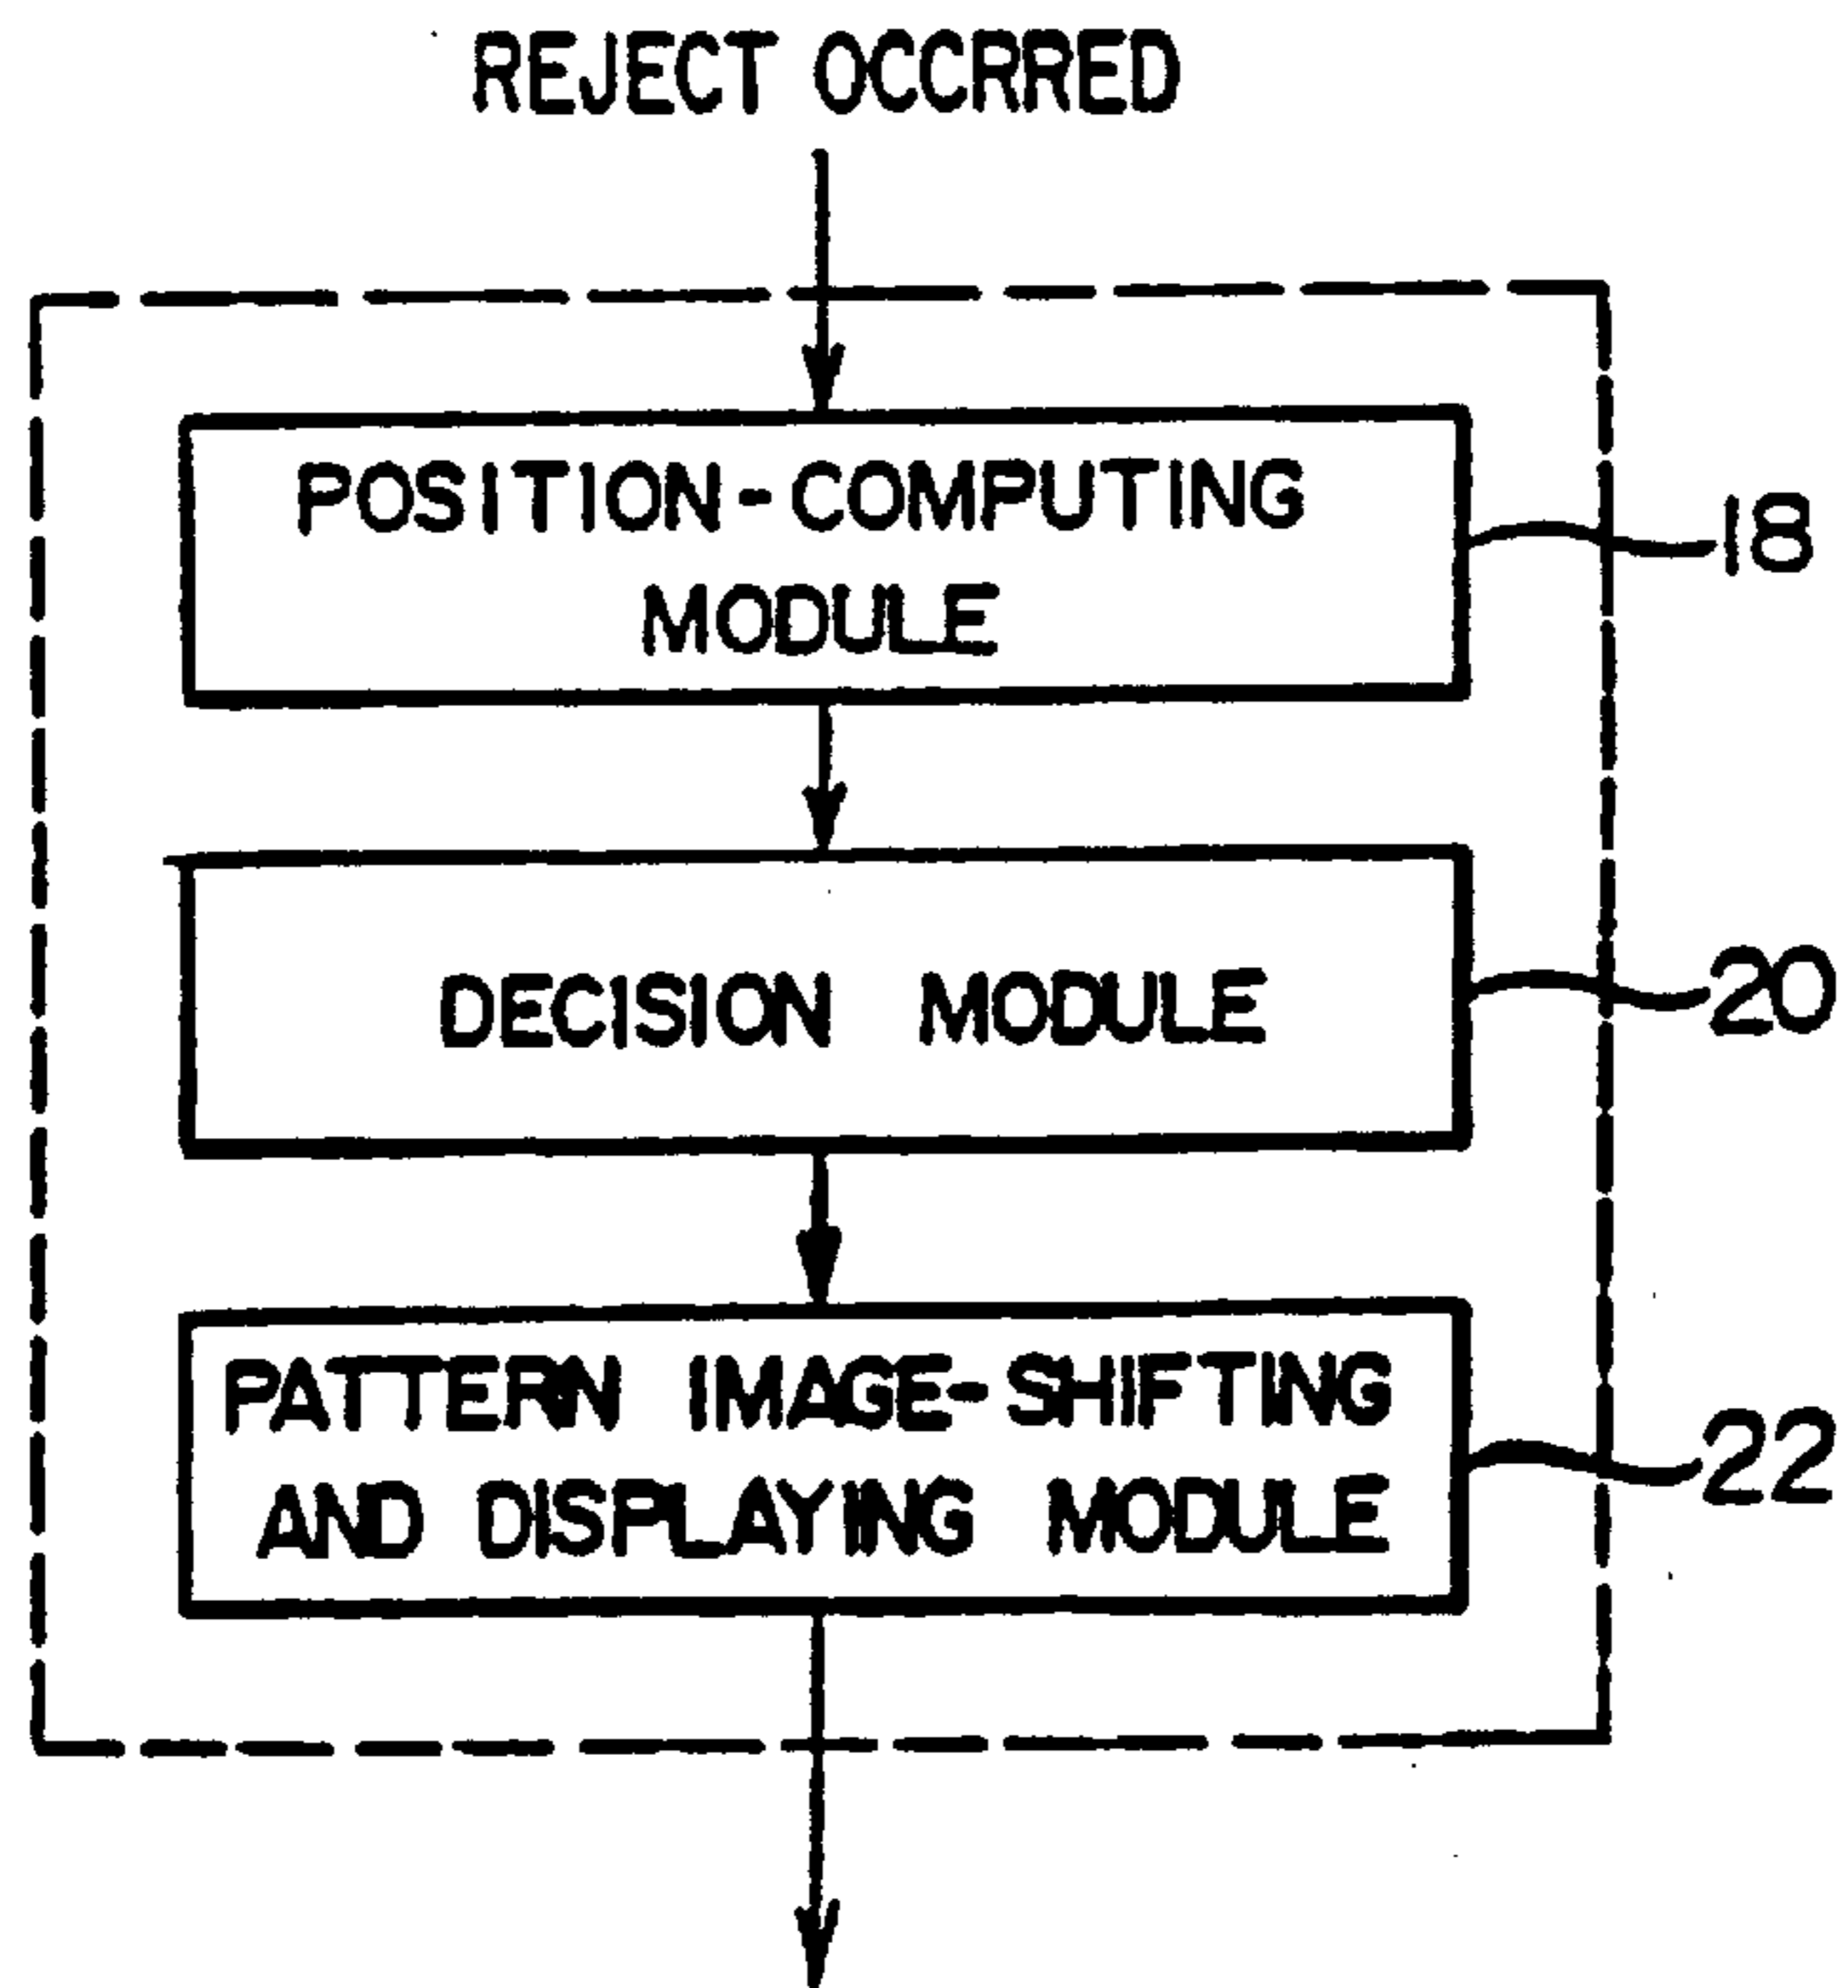 REJECT OCCRRED
POSITION-COMPUTING
MODULE
18
DECISION MODULE
20
PATTERN IMAGE-SHIFTING
AND DISPLAYING MODULE
22